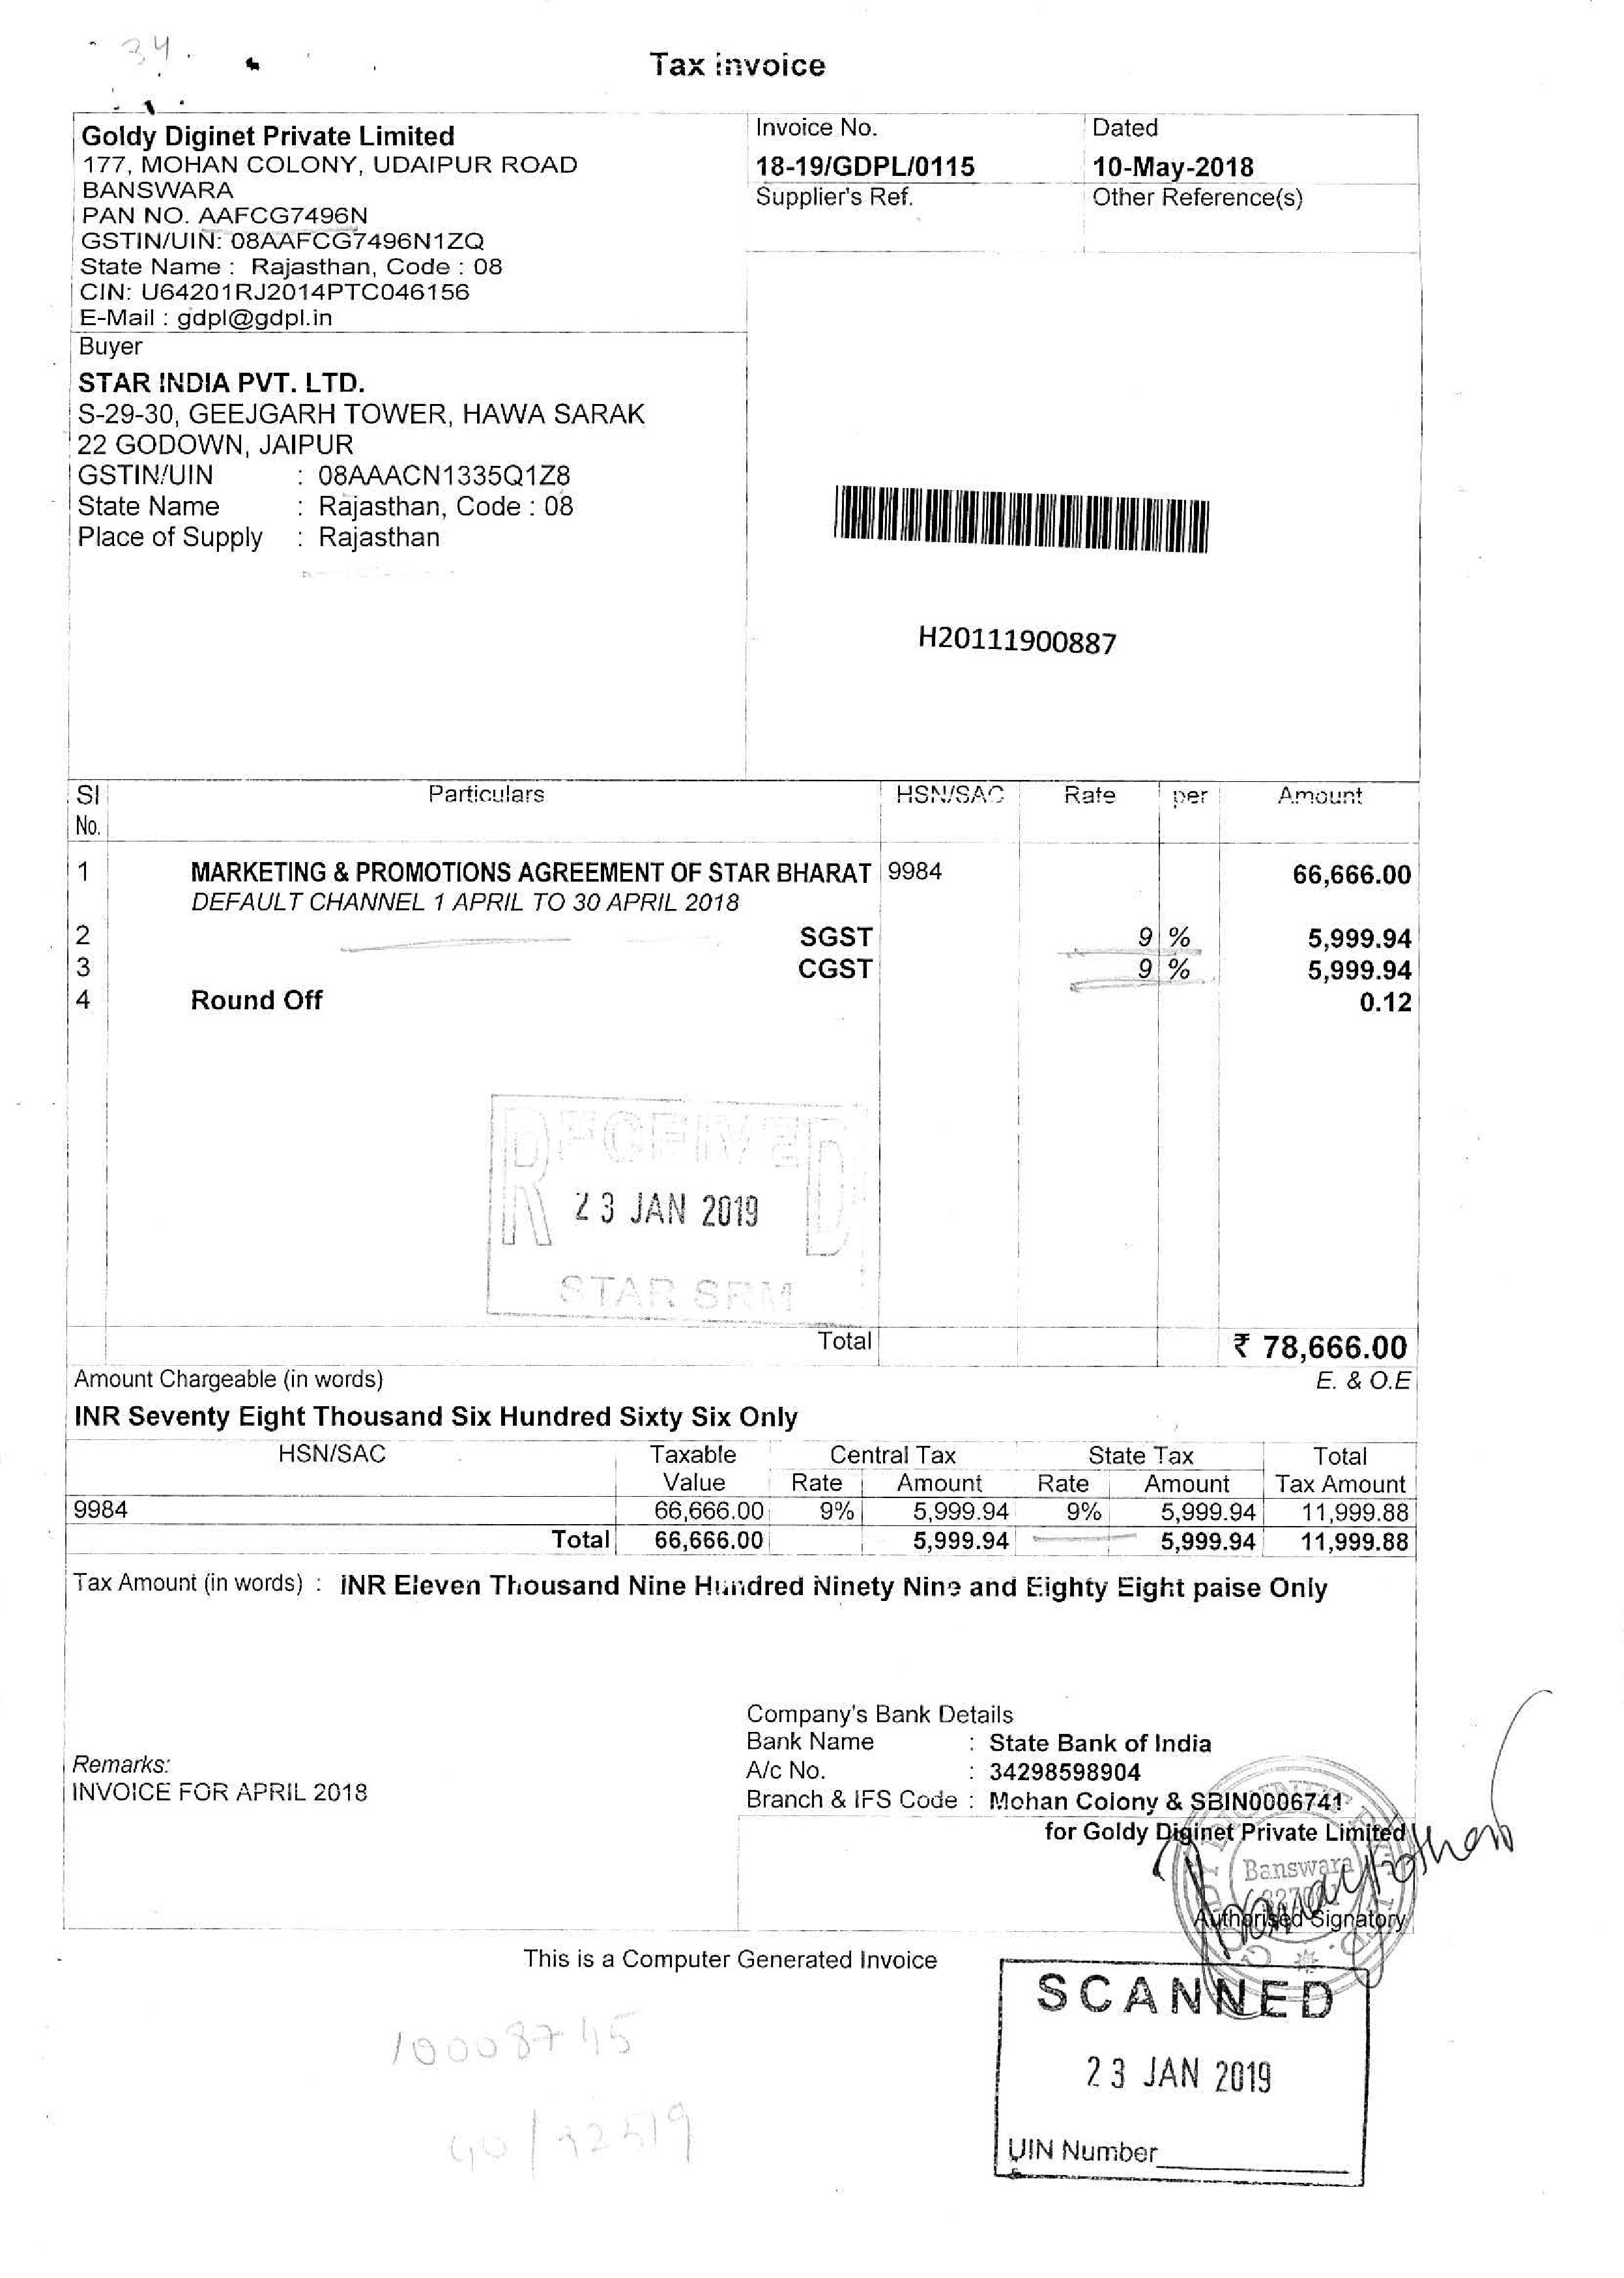 34.
Tax invoice
Goldy Diginet Private Limited
177, MOHAN COLONY, UDAIPUR ROAD
BANSWARA
PAN NO. AAFCG7496N
GSTIN/UIN: 08AAFCG7496N1ZQ
State Name : Rajasthan, Code : 08
CIN: U64201RJ2014PTC046156
E-Mail : gdpl@gdpl.in
Invoice No. Dated
18-19/GDPL/0115 10-May-2018
Supplier's Ref. Other Reference(s)
Buyer
STAR INDIA PVT. LTD.
S-29-30, GEEJGARH TOWER, HAWA SARAK
22 GODOWN, JAIPUR
GSTIN/UIN : 08AAACN1335Q1Z8
State Name : Rajasthan, Code : 08
Place of Supply : Rajasthan
H20111900887
Sl No. Particulars HSN/SAC Rate per Amount
1 MARKETING & PROMOTIONS AGREEMENT OF STAR BHARAT 9984 66,666.00
DEFAULT CHANNEL 1 APRIL TO 30 APRIL 2018
2 SGST 9 % 5,999.94
3 CGST 9 % 5,999.94
4 Round Off 0.12
RECEIVED
23 JAN 2019
STAR SRM
Total ₹ 78,666.00
Amount Chargeable (in words) E. & O.E
INR Seventy Eight Thousand Six Hundred Sixty Six Only
HSN/SAC Taxable Central Tax State Tax Total
Value Rate Amount Rate Amount Tax Amount
9984 66,666.00 9% 5,999.94 9% 5,999.94 11,999.88
Total 66,666.00 5,999.94 5,999.94 11,999.88
Tax Amount (in words) : INR Eleven Thousand Nine Hundred Ninety Nine and Eighty Eight paise Only
Company's Bank Details
Bank Name : State Bank of India
A/c No. : 34298598904
Branch & IFS Code : Mohan Colony & SBIN0006741
Remarks:
INVOICE FOR APRIL 2018
for Goldy Diginet Private Limited
Banswara
Authorised Signatory
This is a Computer Generated Invoice
SCANNED
23 JAN 2019
UIN Number